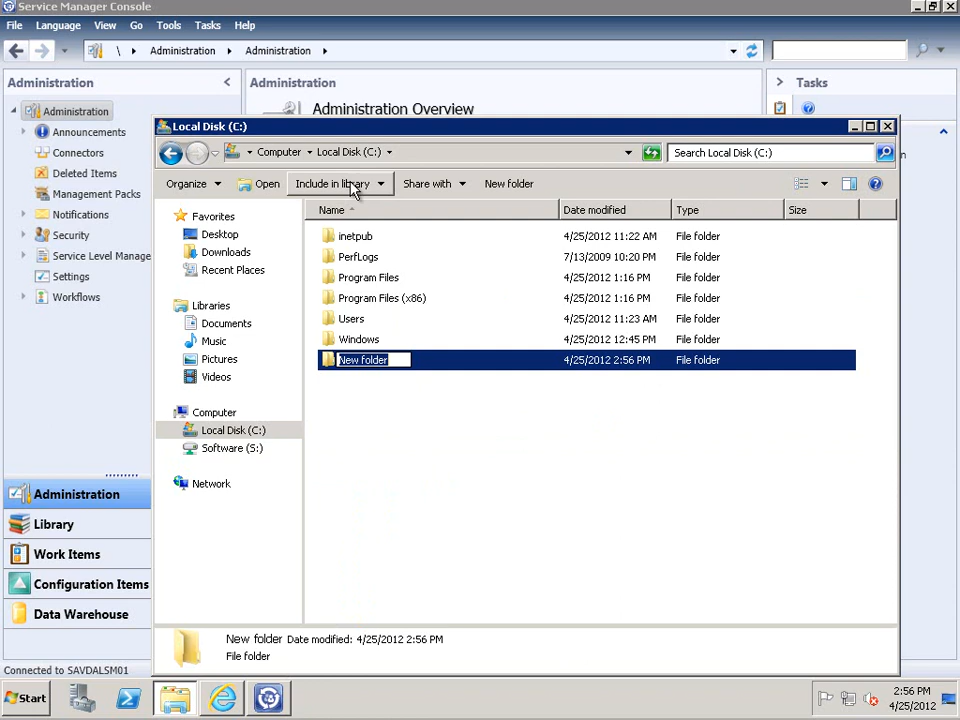 Service Manager Console
File Language View Go Tools Tasks Help
\ Administration Administration
Administration
Administration
Tasks
Administration Overview
Administration
Announcements
Connectors
Deleted Items
Management Packs
Notifications
Security
Service Level Manage
Settings
Workflows
Local Disk (C:)
Computer Local Disk (C:)
Search Local Disk (C:)
Organize Open Include in library Share with New folder
Name Date modified Type Size
Favorites
Desktop
Downloads
Recent Places
Libraries
Documents
Music
Pictures
Videos
Computer
Local Disk (C:)
Software (S:)
Network
inetpub 4/25/2012 11:22 AM File folder
PerfLogs 7/13/2009 10:20 PM File folder
Program Files 4/25/2012 1:16 PM File folder
Program Files (x86) 4/25/2012 1:16 PM File folder
Users 4/25/2012 11:23 AM File folder
Windows 4/25/2012 12:45 PM File folder
New folder 4/25/2012 2:56 PM File folder
Administration
Library
Work Items
Configuration Items
Data Warehouse
New folder Date modified: 4/25/2012 2:56 PM
File folder
Connected to SAVDALSM01
Start
2:56 PM
4/25/2012